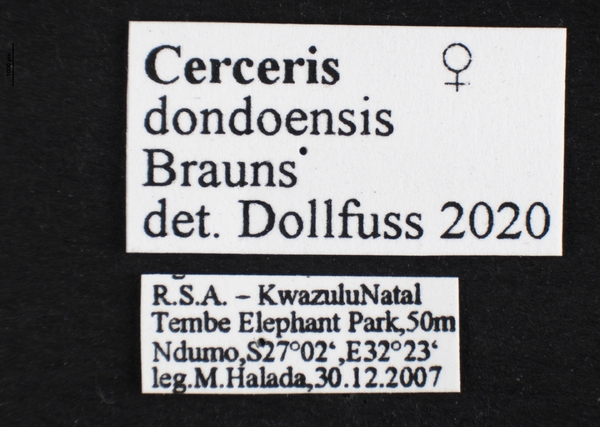 Cerceris ♀
dondoensis
Brauns
det. Dollfuss 2020
R.S.A. – KwazuluNatal
Tembe Elephant Park,50m
Ndumo,S27°02‘,E32°23‘
leg.M.Halada,30.12.2007